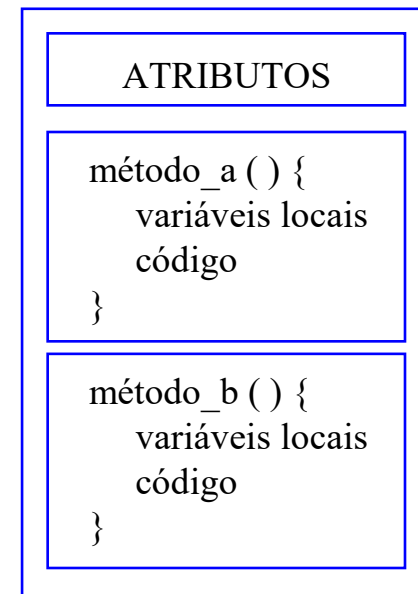 ATRIBUTOS
método_a ( ) {
variáveis locais
código
}
método_b ( ) {
variáveis locais
código
}